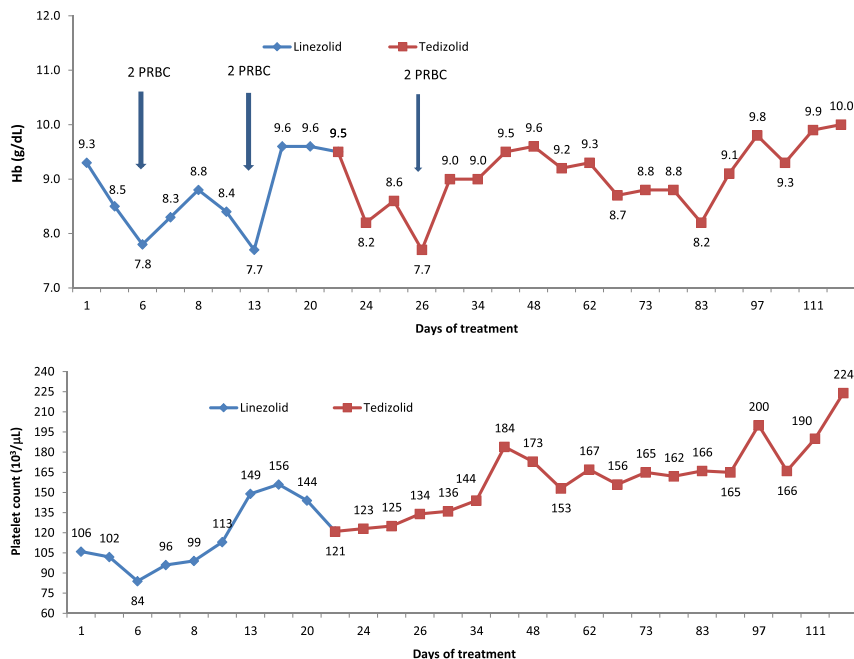 12.0
Linezolid Tedizolid
11.0
2 PRBC 2 PRBC 2 PRBC
10.0
9.0
8.0
7.0
Hb (g/dL)
9.3 8.5 7.8 8.3 8.8 8.4 7.7 9.6 9.6 9.5 8.2 8.6 7.7 9.0 9.0 9.5 9.6 9.2 9.3 8.7 8.8 8.8 8.2 9.1 9.8 9.3 9.9 10.0
1 6 8 13 20 24 26 34 48 62 73 83 97 111
Days of treatment
240
225
210
195
180
165
150
135
120
105
90
75
60
Platelet count (10³/µL)
Linezolid Tedizolid
106 102 84 96 99 113 149 156 144 121 123 125 134 136 144 184 173 153 167 156 165 162 166 165 200 166 190 224
1 6 8 13 20 24 26 34 48 62 73 83 97 111
Days of treatment